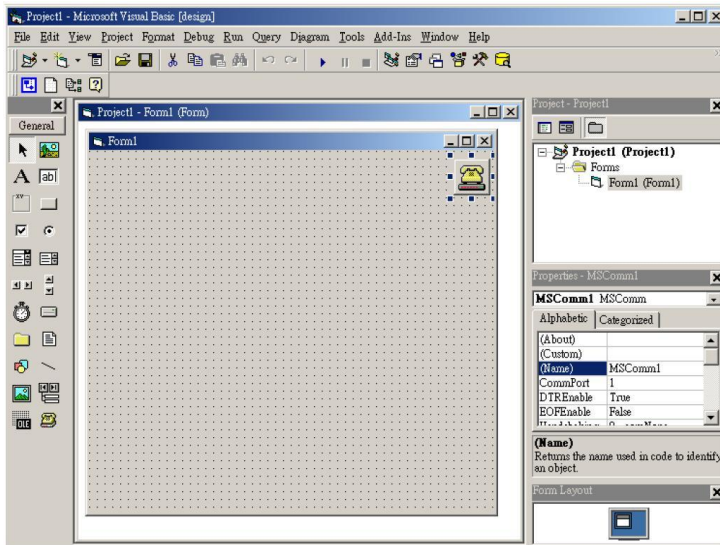 Project1 - Microsoft Visual Basic [design]
File Edit View Project Format Debug Run Query Diagram Tools Add-Ins Window Help
General
A ab
XY
OLE
Project1 - Form1 (Form)
Form1
Project - Project1
Project1 (Project1)
Forms
Form1 (Form1)
Properties - MSComm1
MSComm1 MSComm
Alphabetic Categorized
(About)
(Custom)
(Name) MSComm1
CommPort 1
DTREnable True
EOFEnable False
(Name)
Returns the name used in code to identify
an object.
Form Layout